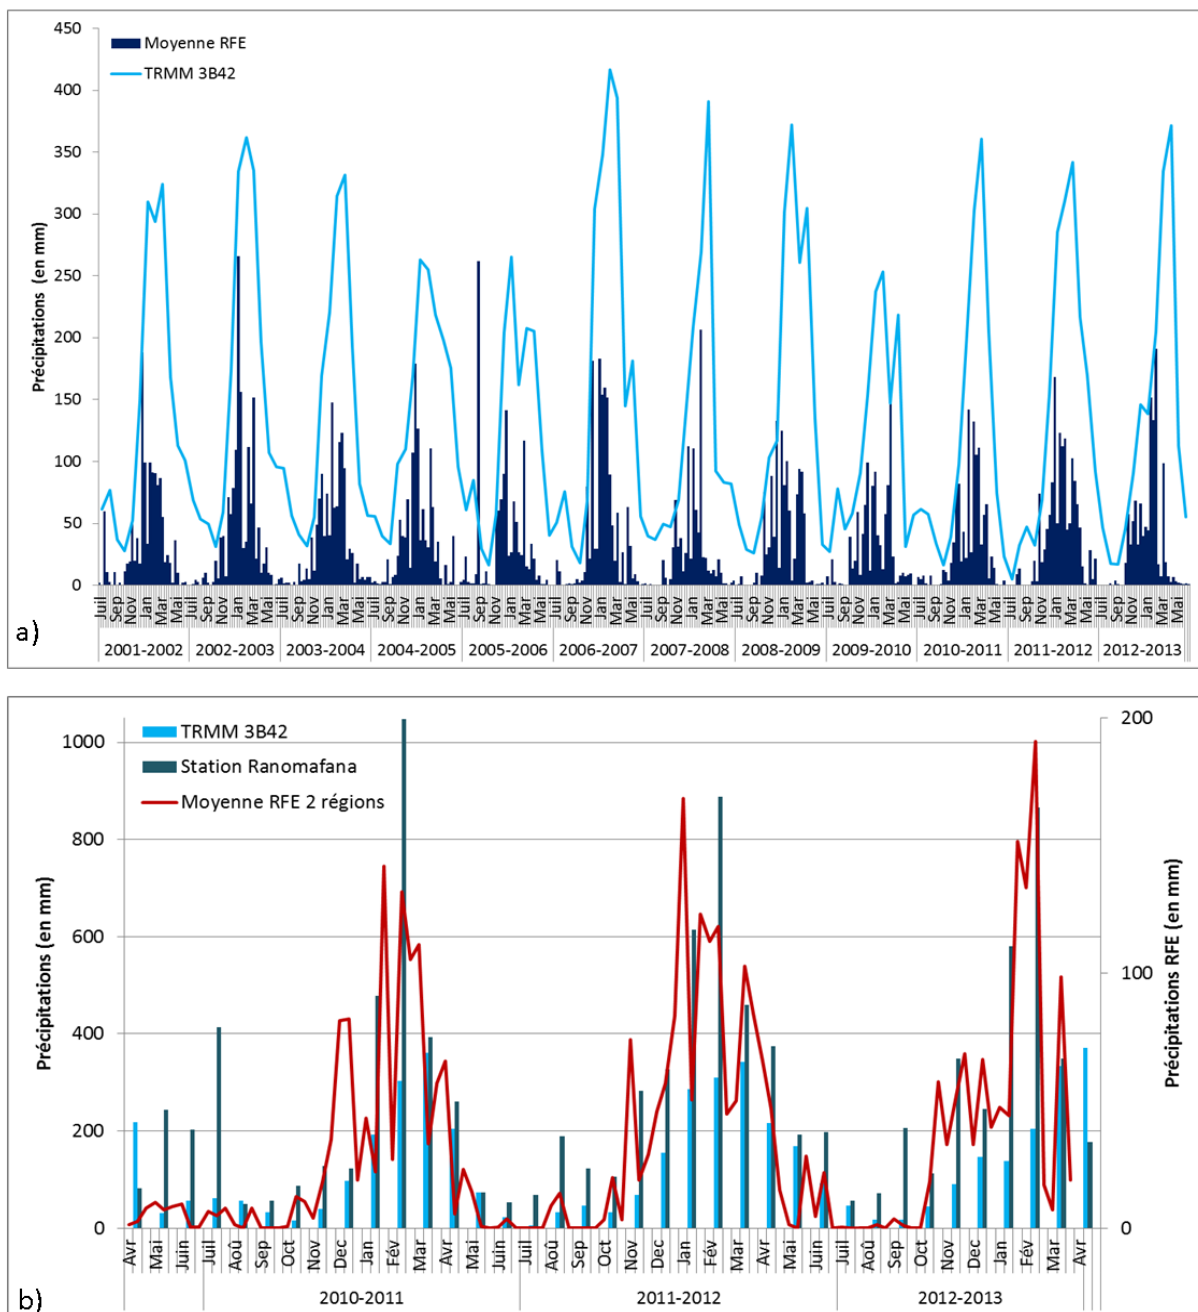 450
400
350
300
250
200
150
100
50
0
Précipitations (en mm)
Moyenne RFE
TRMM 3B42
Juil Sep Nov Jan Mar Mai Juil Sep Nov Jan Mar Mai Juil Sep Nov Jan Mar Mai Juil Sep Nov Jan Mar Mai Juil Sep Nov Jan Mar Mai Juil Sep Nov Jan Mar Mai Juil Sep Nov Jan Mar Mai Juil Sep Nov Jan Mar Mai Juil Sep Nov Jan Mar Mai Juil Sep Nov Jan Mar Mai Juil Sep Nov Jan Mar Mai Juil Sep Nov Jan Mar Mai
2001-2002 2002-2003 2003-2004 2004-2005 2005-2006 2006-2007 2007-2008 2008-2009 2009-2010 2010-2011 2011-2012 2012-2013
a)
TRMM 3B42
Station Ranomafana
Moyenne RFE 2 régions
1000
800
600
400
200
0
Précipitations (en mm)
200
100
0
Précipitations RFE (en mm)
Avr Mai Juin Juil Aoû Sep Oct Nov Dec Jan Fév Mar Avr Mai Juin Juil Aoû Sep Oct Nov Dec Jan Fév Mar Avr Mai Juin Juil Aoû Sep Oct Nov Dec Jan Fév Mar Avr
2010-2011 2011-2012 2012-2013
b)